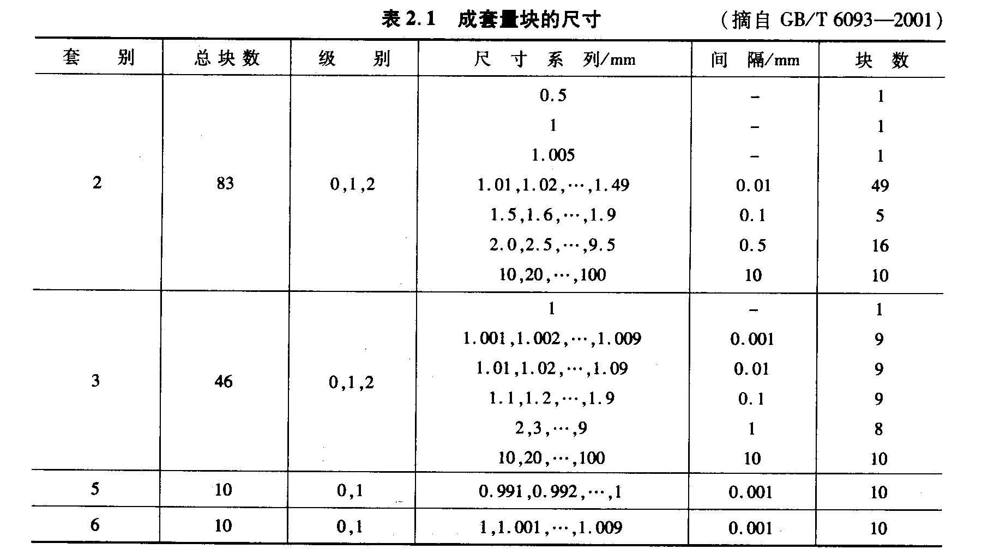 表2.1 成套量块的尺寸 (摘自 GB/T 6093—2001)
套 别 总块数 级 别 尺 寸 系 列/mm 间 隔/mm 块 数
0.5 - 1
1 - 1
1.005 - 1
2 83 0,1,2 1.01,1.02,…,1.49 0.01 49
1.5,1.6,…,1.9 0.1 5
2.0,2.5,…,9.5 0.5 16
10,20,…,100 10 10
1 - 1
1.001,1.002,…,1.009 0.001 9
1.01,1.02,…,1.09 0.01 9
3 46 0,1,2 1.1,1.2,…,1.9 0.1 9
2,3,…,9 1 8
10,20,…,100 10 10
5 10 0,1 0.991,0.992,…,1 0.001 10
6 10 0,1 1,1.001,…,1.009 0.001 10